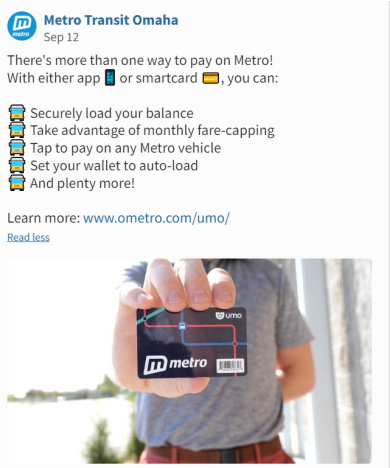 metro
Metro Transit Omaha
Sep 12
There's more than one way to pay on Metro!
With either app 📱 or smartcard 💳, you can:
🚍 Securely load your balance
🚍 Take advantage of monthly fare-capping
🚍 Tap to pay on any Metro vehicle
🚍 Set your wallet to auto-load
🚍 And plenty more!
Learn more: www.ometro.com/umo/
Read less
umo
metro